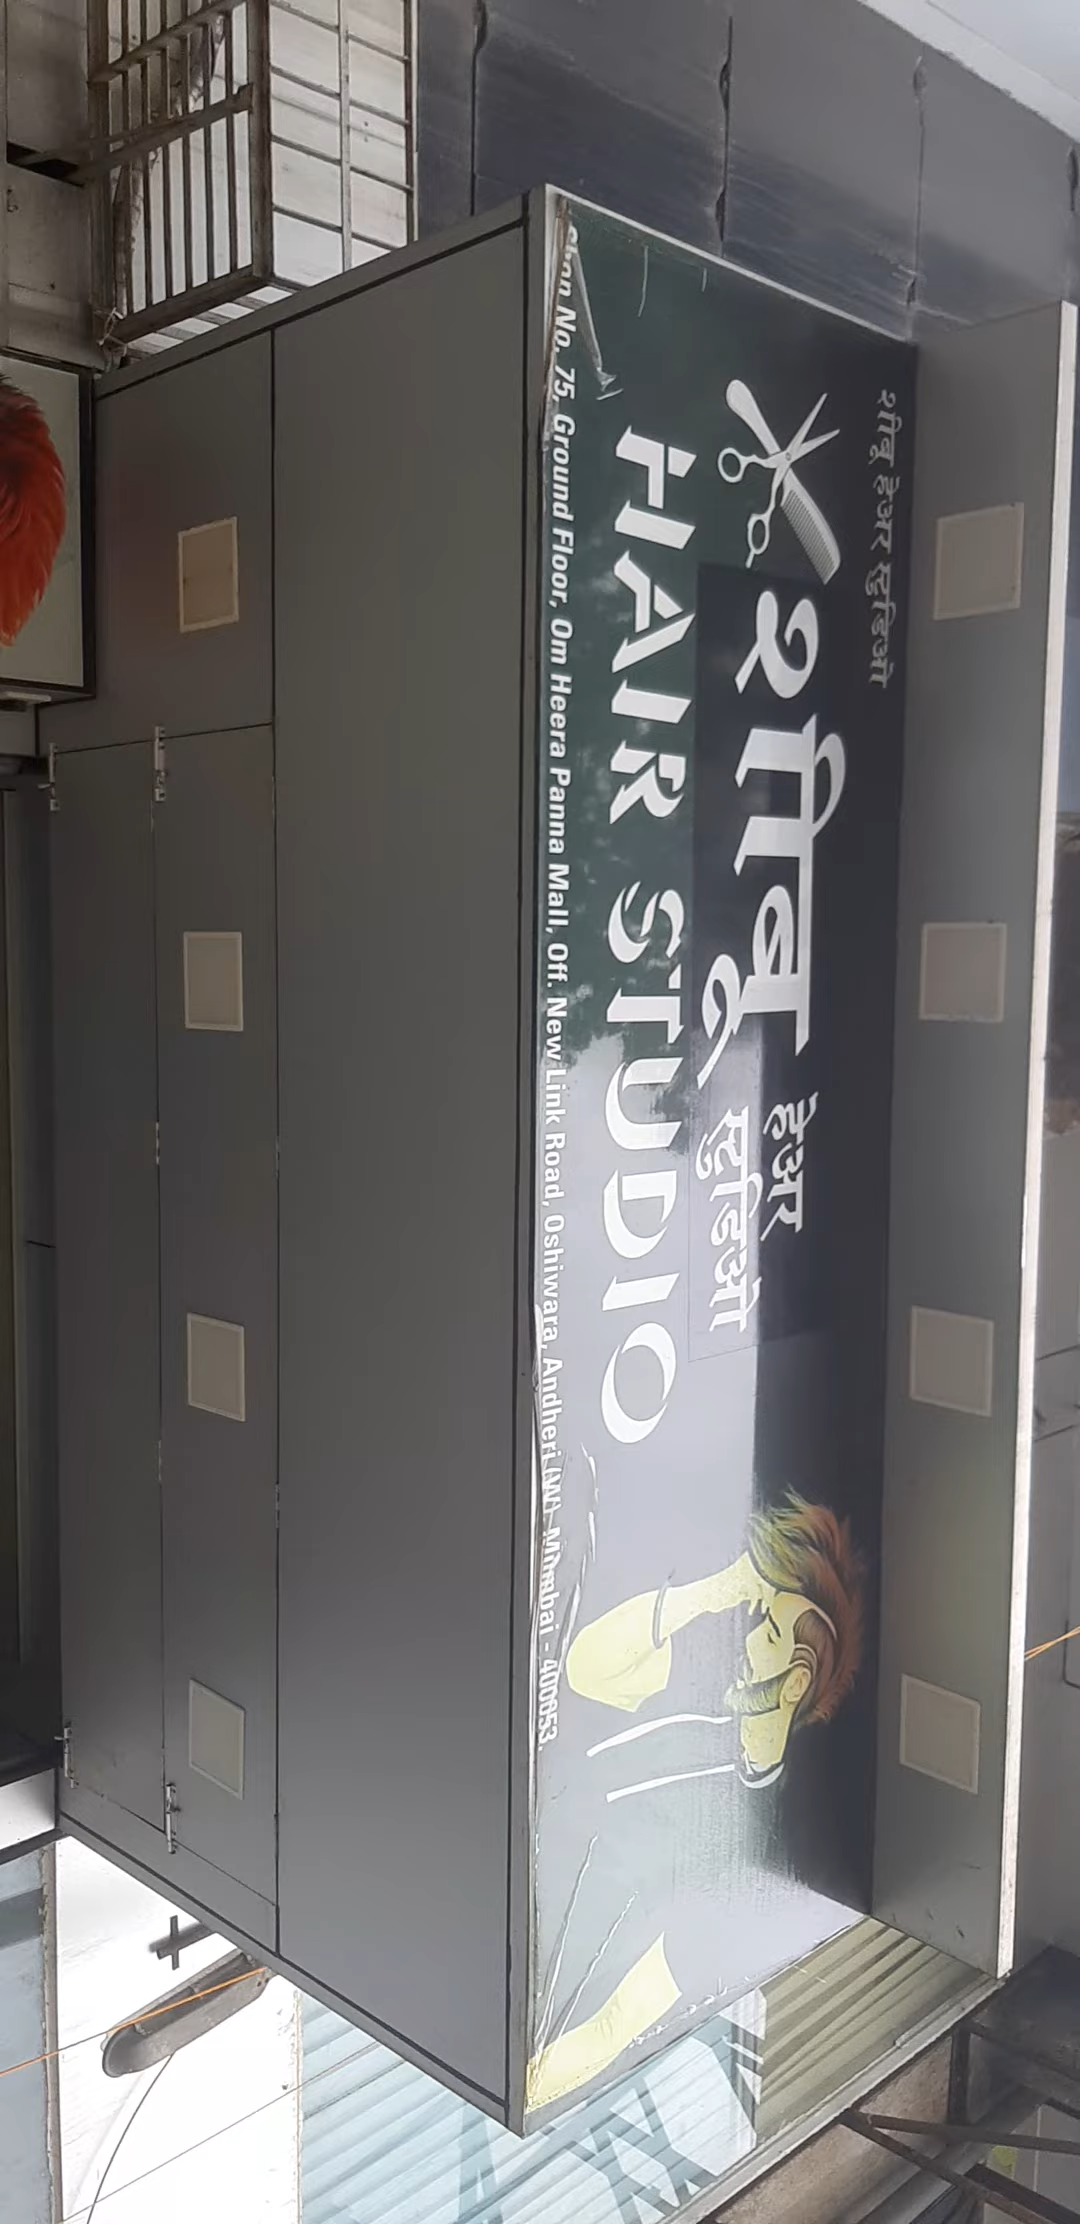 शिबू हेअर स्टुडिओ
शिबू हेअर
स्टुडिओ
HAIR STUDIO
Shop No. 75, Ground Floor, Om Heera Panna Mall, Off. New Link Road, Oshiwara, Andheri (W), Mumbai - 400053.